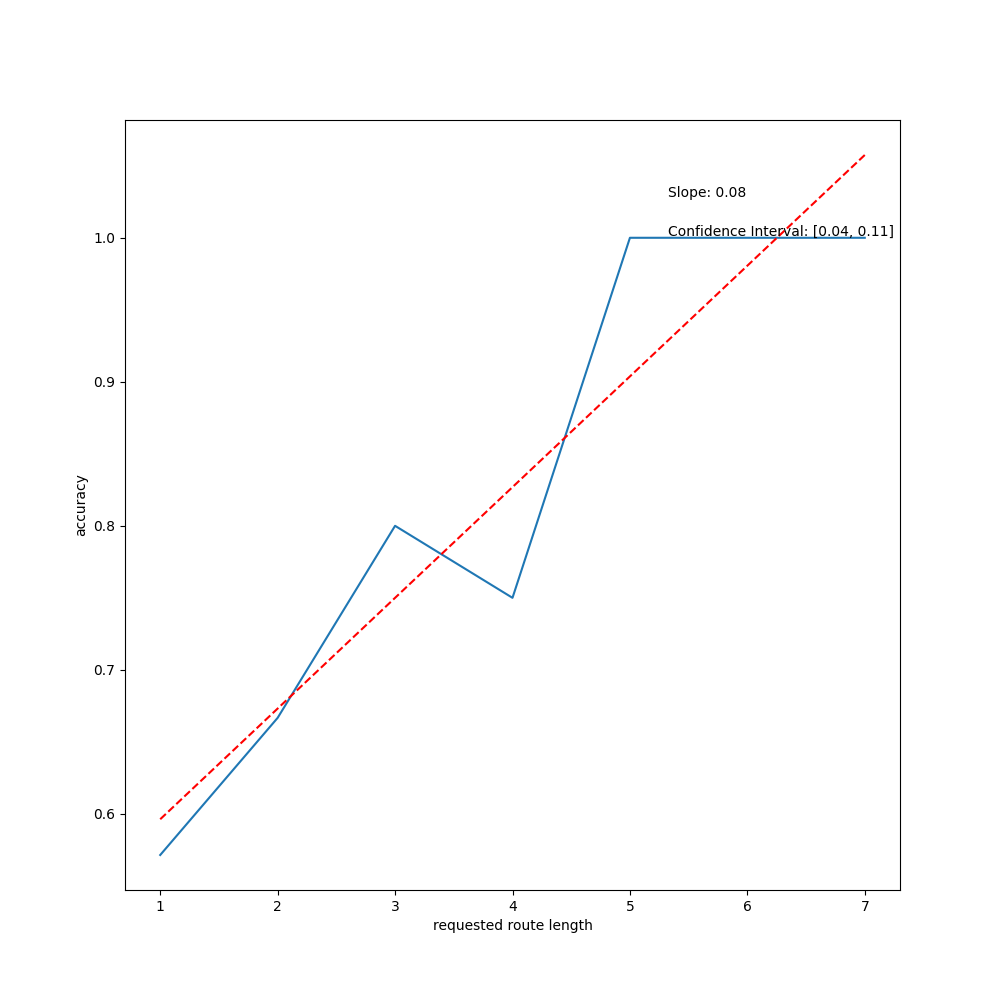 Slope: 0.08
Confidence Interval: [0.04, 0.11]
1.0
0.9
0.8
0.7
0.6
accuracy
1 2 3 4 5 6 7
requested route length